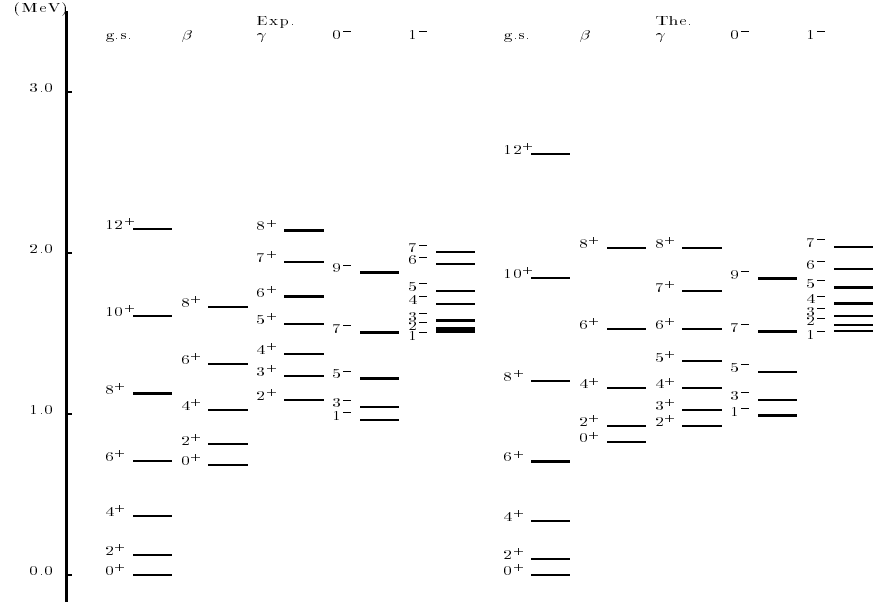 (MeV)
Exp. The.
g.s. β γ 0⁻ 1⁻ g.s. β γ 0⁻ 1⁻
3.0
12⁺
12⁺ 8⁺
8⁺ 8⁺ 7⁻
7⁻
2.0 7⁺ 6⁻
9⁻ 6⁻
10⁺ 9⁻
5⁻ 7⁺ 5⁻
6⁺
8⁺ 4⁻ 4⁻
10⁺ 3⁻ 3⁻
5⁺ 2⁻ 6⁺ 6⁺ 2⁻
7⁻ 7⁻
1⁻ 1⁻
4⁺
6⁺ 5⁺
3⁺ 5⁻ 5⁻
8⁺
8⁺ 4⁺ 4⁺
2⁺ 3⁻
4⁺ 3⁻ 3⁺
1.0 1⁻ 1⁻
2⁺ 2⁺
2⁺ 0⁺
6⁺ 0⁺ 6⁺
4⁺
4⁺
2⁺
2⁺
0.0 0⁺ 0⁺